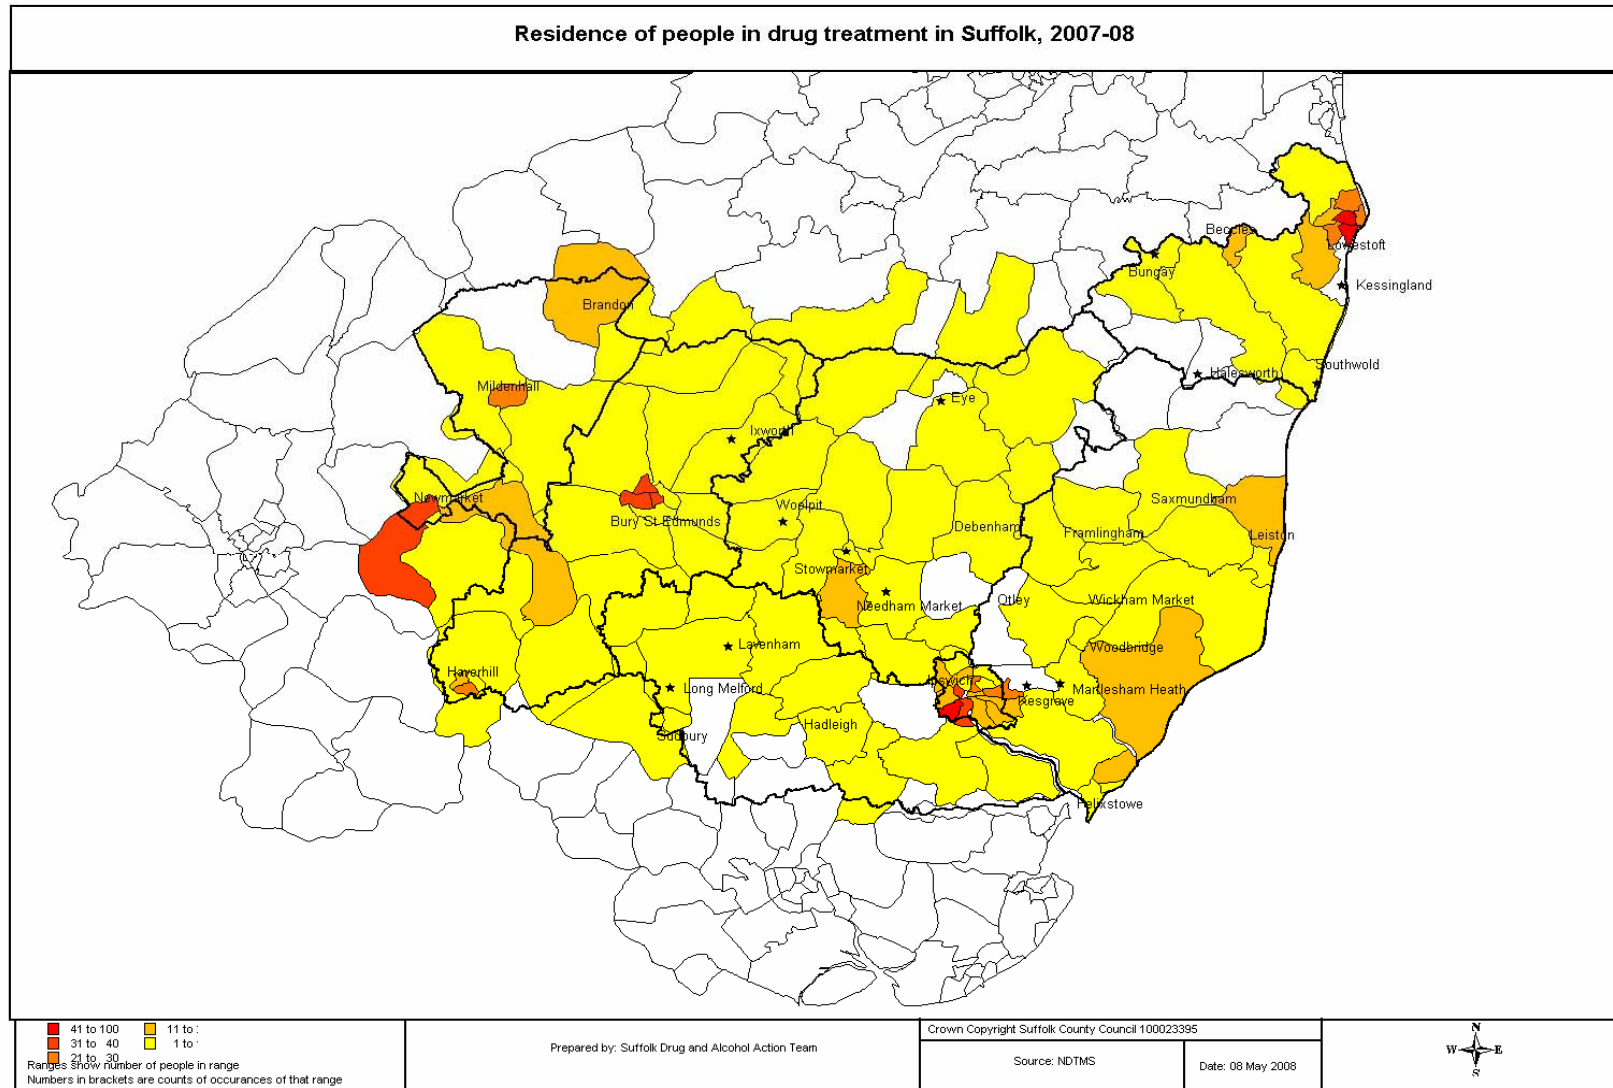 Residence of people in drug treatment in Suffolk, 2007-08
Beccles
Lowestoft
Bungay
Kessingland
Brandon
Southwold
Halesworth
Mildenhall
Eye
Ixworth
Newmarket
Saxmundham
Woolpit
Bury St Edmunds
Debenham
Framlingham
Leiston
Stowmarket
Needham Market
Otley
Wickham Market
Lavenham
Woodbridge
Haverhill
Long Melford
Ipswich
Martlesham Heath
Kesgrave
Hadleigh
Sudbury
Felixstowe
41 to 100
11 to
31 to 40
1 to
21 to 30
Ranges show number of people in range
Numbers in brackets are counts of occurances of that range
Prepared by: Suffolk Drug and Alcohol Action Team
Crown Copyright Suffolk County Council 100023395
Source: NDTMS
Date: 08 May 2008
N
W
E
S